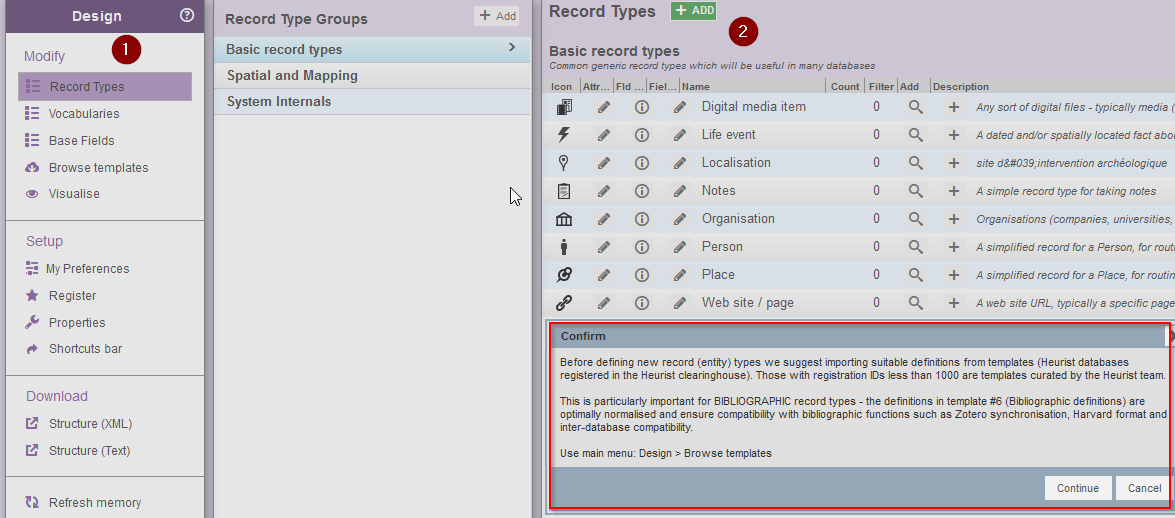 Design
1
Modify
Record Types
Vocabularies
Base Fields
Browse templates
Visualise
Setup
My Preferences
Register
Properties
Shortcuts bar
Download
Structure (XML)
Structure (Text)
Refresh memory
Record Type Groups
+ Add
Basic record types
Spatial and Mapping
System Internals
Record Types + ADD
2
Basic record types
Common generic record types which will be useful in many databases
Icon Attr... Fld ... Fiel... Name Count Filter Add Description
Digital media item 0 Any sort of digital files - typically media (
Life event 0 A dated and/or spatially located fact abou
Localisation 0 site d&#039;intervention archéologique
Notes 0 A simple record type for taking notes
Organisation 0 Organisations (companies, universities,
Person 0 A simplified record for a Person, for routi
Place 0 A simplified record for a Place, for routin
Web site / page 0 A web site URL, typically a specific page
Confirm
Before defining new record (entity) types we suggest importing suitable definitions from templates (Heurist databases
registered in the Heurist clearinghouse). Those with registration IDs less than 1000 are templates curated by the Heurist team.
This is particularly important for BIBLIOGRAPHIC record types - the definitions in template #6 (Bibliographic definitions) are
optimally normalised and ensure compatibility with bibliographic functions such as Zotero synchronisation, Harvard format and
inter-database compatibility.
Use main menu: Design > Browse templates
Continue Cancel